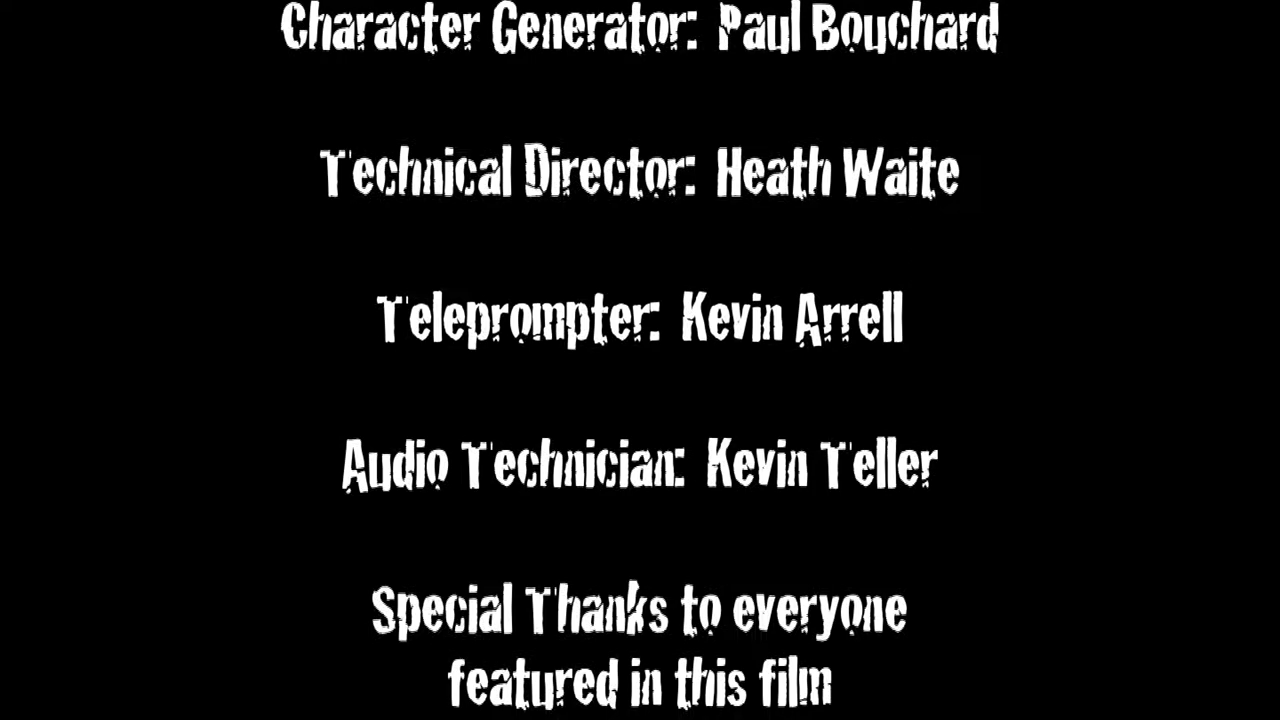 Character Generator: Paul Bouchard
Technical Director: Heath Waite
Teleprompter: Kevin Arrell
Audio Technician: Kevin Teller
Special Thanks to everyone
featured in this film